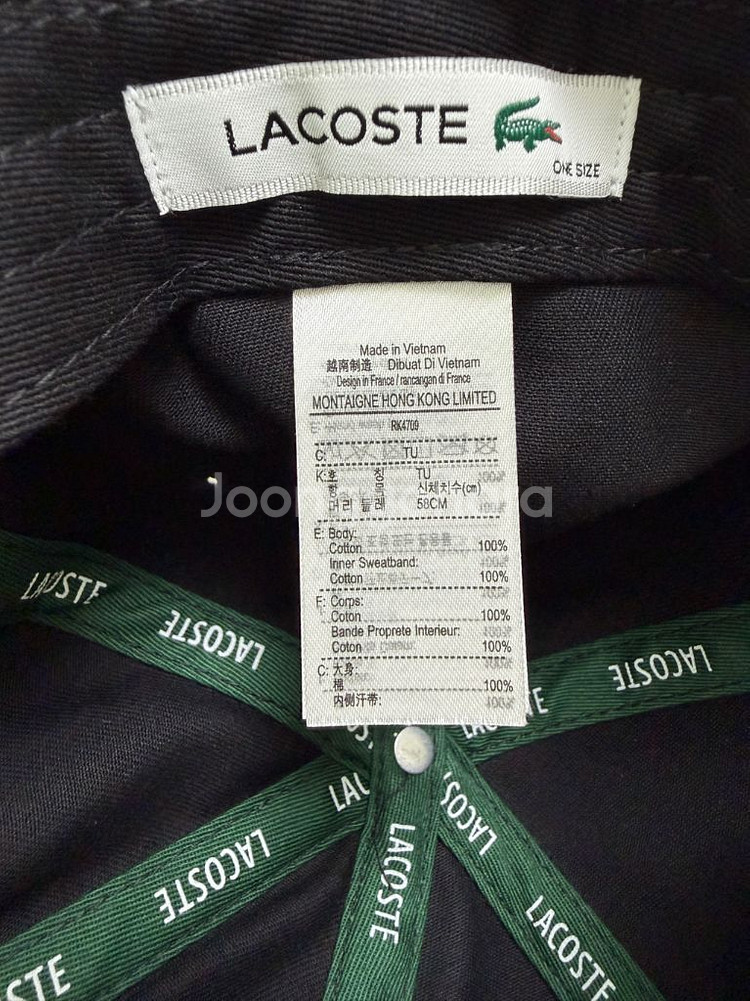 LACOSTE
ONE SIZE
Made in Vietnam
越南制造 Dibuat Di Vietnam
Design in France / rancangan di France
MONTAIGNE HONG KONG LIMITED
E:
RK4709
C: TU
K: 호 칭 TU
신체치수(cm)
머리 둘레 58CM
E: Body:
Cotton 100%
Inner Sweatband:
Cotton 100%
F: Corps:
Coton 100%
Bande Proprete Interieur:
Coton 100%
C: 大身:
棉 100%
内侧汗带:
LACOSTE
LACOSTE
LACOSTE
LACOSTE
LACOSTE
LACOSTE
LACOSTE